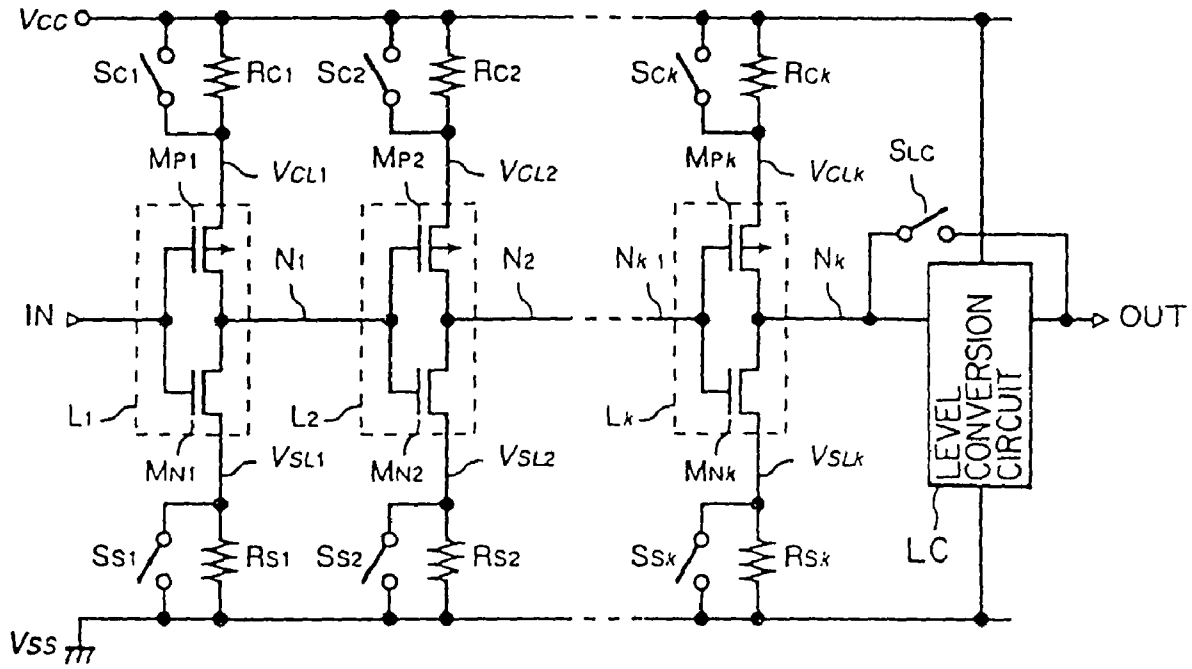 VCC
SC1 RC1 SC2 RC2 SCk RCk
MP1 VCL1 MP2 VCL2 MPk VCLk SLC
N1 N2 Nk 1 Nk
IN OUT
LEVEL
CONVERSION
CIRCUIT
L1 L2 Lk
MN1 VSL1 MN2 VSL2 MNk VSLk
SS1 RS1 SS2 RS2 SSk RSk LC
VSS